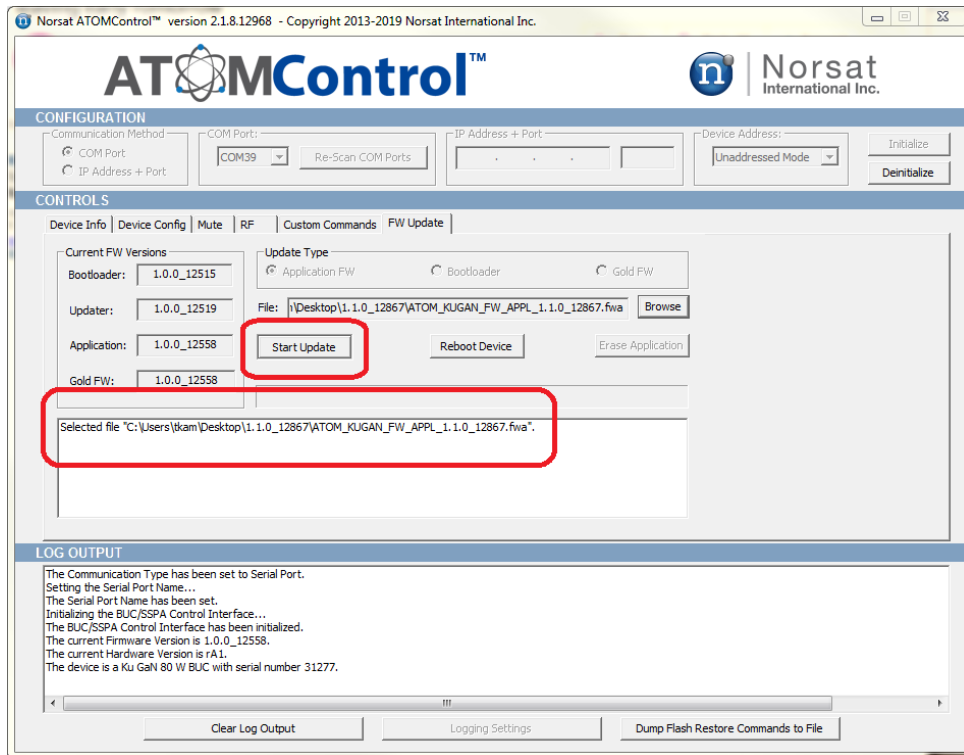 Norsat ATOMControl™ version 2.1.8.12968 - Copyright 2013-2019 Norsat International Inc.
ATOMControl™
n Norsat
International Inc.
CONFIGURATION
Communication Method
COM Port
IP Address + Port
COM Port:
COM39
Re-Scan COM Ports
IP Address + Port
. . .
Device Address:
Unaddressed Mode
Initialize
Deinitialize
CONTROLS
Device Info Device Config Mute RF Custom Commands FW Update
Current FW Versions
Bootloader: 1.0.0_12515
Updater: 1.0.0_12519
Application: 1.0.0_12558
Gold FW: 1.0.0_12558
Update Type
Application FW Bootloader Gold FW
File: \Desktop\1.1.0_12867\ATOM_KUGAN_FW_APPL_1.1.0_12867.fwa Browse
Start Update Reboot Device Erase Application
Selected file "C:\Users\tkam\Desktop\1.1.0_12867\ATOM_KUGAN_FW_APPL_1.1.0_12867.fwa".
LOG OUTPUT
The Communication Type has been set to Serial Port.
Setting the Serial Port Name...
The Serial Port Name has been set.
Initializing the BUC/SSPA Control Interface...
The BUC/SSPA Control Interface has been initialized.
The current Firmware Version is 1.0.0_12558.
The current Hardware Version is rA1.
The device is a Ku GaN 80 W BUC with serial number 31277.
Clear Log Output Logging Settings Dump Flash Restore Commands to File